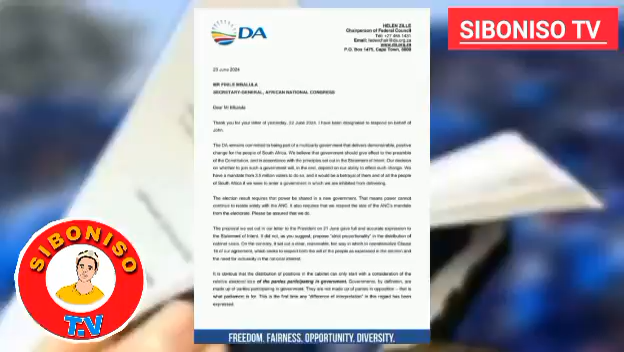 SIBONISO TV
DA
HELEN ZILLE
Chairperson of Federal Council
P.O. Box 1475, Cape Town, 8000
23 June 2024
MR FIKILE MBALULA
SECRETARY-GENERAL, AFRICAN NATIONAL CONGRESS
Dear Mr Mbalula
Thank you for your letter of yesterday, 22 June 2024. I have been designated to respond on behalf of
John.
The DA remains committed to being part of a multiparty government that delivers demonstrable, positive
change for the people of South Africa. We believe that government should give effect to the preamble
of the Constitution, and in accordance with the principles set out in the Statement of Intent. Our decision
on whether to join such a government will, in the end, depend on our ability to effect such change. We
have a mandate from voters to do so, and it would be a betrayal of them and of all the people of
South Africa if we were to enter a government in which we are inhibited from delivering.
The election result requires that power be shared in a new government. That means power cannot
continue to reside solely with the ANC. It also requires that we respect the size of the ANC's mandate
from the electorate. Please be assured that we do.
The proposal we set out in our letter to the President on 21 June gave full and accurate expression to
the Statement of Intent. It did not, as you suggest, propose in the distribution of
cabinet seats. On the contrary, it set out a clear, reasonable, fair way in which to operationalise Clause
16 of our agreement, which seeks to respect the will of the people as expressed in the election and
the need for inclusivity in the national interest.
It is obvious that the distribution of positions in the cabinet can only start with a consideration of the
relative electoral size of the parties participating in government. Governments, by definition, are
made up of parties participating in government. They are not made up of parties in opposition – that is
what parliament is for. This is the first time any "difference of interpretation" in this regard has been
expressed.
FREEDOM. FAIRNESS. OPPORTUNITY. DIVERSITY.
SIBONISO
T.V